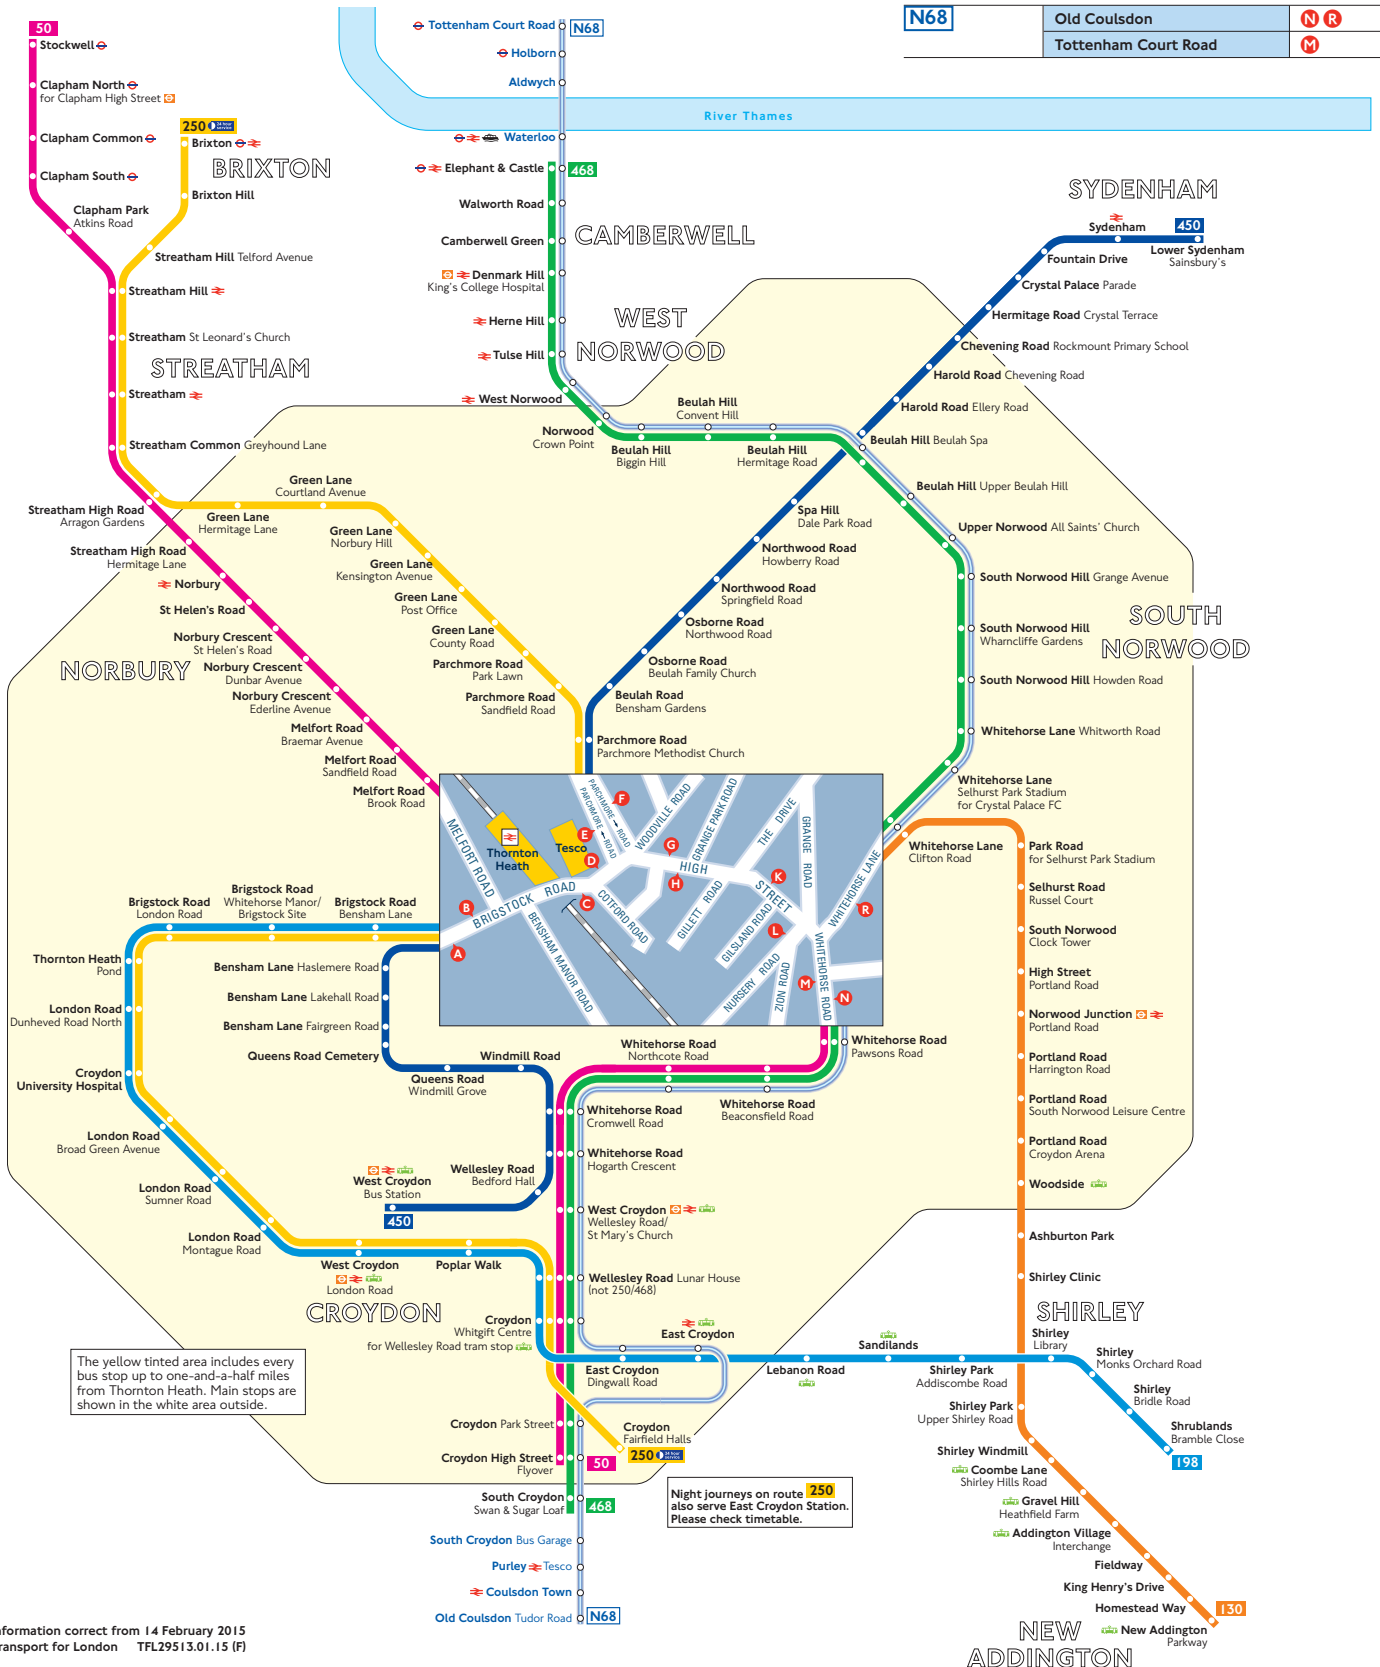 N68
Old Coulsdon
N R
Tottenham Court Road
M
50
Stockwell
Clapham North
for Clapham High Street
Clapham Common
Clapham South
Clapham Park
Atkins Road
250 24 hour service
Brixton
BRIXTON
Brixton Hill
Streatham Hill Telford Avenue
Streatham Hill
Streatham St Leonard's Church
STREATHAM
Streatham
Streatham Common Greyhound Lane
Tottenham Court Road
N68
Holborn
Aldwych
River Thames
Waterloo
Elephant & Castle
468
Walworth Road
Camberwell Green
CAMBERWELL
Denmark Hill
King's College Hospital
Herne Hill
WEST
NORWOOD
Tulse Hill
West Norwood
Norwood
Crown Point
Beulah Hill
Convent Hill
Beulah Hill
Biggin Hill
Beulah Hill
Hermitage Road
SYDENHAM
Sydenham
450
Lower Sydenham
Sainsbury's
Fountain Drive
Crystal Palace Parade
Hermitage Road Crystal Terrace
Chevening Road Rockmount Primary School
Harold Road Chevening Road
Harold Road Ellery Road
Beulah Hill Beulah Spa
Beulah Hill Upper Beulah Hill
Upper Norwood All Saints' Church
South Norwood Hill Grange Avenue
South Norwood Hill
Wharncliffe Gardens
SOUTH
NORWOOD
South Norwood Hill Howden Road
Whitehorse Lane Whitworth Road
Whitehorse Lane
Selhurst Park Stadium
for Crystal Palace FC
Streatham High Road
Arragon Gardens
Streatham High Road
Hermitage Lane
Norbury
St Helen's Road
Norbury Crescent
St Helen's Road
NORBURY
Norbury Crescent
Dunbar Avenue
Norbury Crescent
Ederline Avenue
Melfort Road
Braemar Avenue
Melfort Road
Sandfield Road
Melfort Road
Brook Road
Green Lane
Courtland Avenue
Green Lane
Hermitage Lane
Green Lane
Norbury Hill
Green Lane
Kensington Avenue
Green Lane
Post Office
Green Lane
County Road
Parchmore Road
Park Lawn
Parchmore Road
Sandfield Road
Spa Hill
Dale Park Road
Northwood Road
Howberry Road
Northwood Road
Springfield Road
Osborne Road
Northwood Road
Osborne Road
Beulah Family Church
Beulah Road
Bensham Gardens
Parchmore Road
Parchmore Methodist Church
PARCHMORE ROAD
PARCHMORE ROAD
F
E
D
WOODVILLE ROAD
GRANGE PARK ROAD
THE DRIVE
GRANGE ROAD
MELFORT ROAD
Thornton
Heath
Tesco
G
HIGH
STREET
H
K
B
BRIGSTOCK ROAD
C
COTFORD ROAD
GILLETT ROAD
GILSLAND ROAD
L
WHITEHORSE LANE
R
A
BENSHAM MANOR ROAD
NURSERY ROAD
ZION ROAD
M
N
WHITEHORSE ROAD
Whitehorse Lane
Clifton Road
Park Road
for Selhurst Park Stadium
Selhurst Road
Russel Court
South Norwood
Clock Tower
High Street
Portland Road
Norwood Junction
Portland Road
Portland Road
Harrington Road
Portland Road
South Norwood Leisure Centre
Portland Road
Croydon Arena
Woodside
Ashburton Park
Shirley Clinic
SHIRLEY
Brigstock Road
London Road
Brigstock Road
Whitehorse Manor/
Brigstock Site
Brigstock Road
Bensham Lane
Thornton Heath
Pond
London Road
Dunheved Road North
Croydon
University Hospital
London Road
Broad Green Avenue
London Road
Sumner Road
London Road
Montague Road
Bensham Lane Haslemere Road
Bensham Lane Lakehall Road
Bensham Lane Fairgreen Road
Queens Road Cemetery
Queens Road
Windmill Grove
Windmill Road
Wellesley Road
Bedford Hall
West Croydon
Bus Station
450
West Croydon
London Road
Poplar Walk
CROYDON
Whitehorse Road
Northcote Road
Whitehorse Road
Pawsons Road
Whitehorse Road
Beaconsfield Road
Whitehorse Road
Cromwell Road
Whitehorse Road
Hogarth Crescent
West Croydon
Wellesley Road/
St Mary's Church
Wellesley Road Lunar House
(not 250/468)
Croydon
Whitgift Centre
for Wellesley Road tram stop
East Croydon
East Croydon
Dingwall Road
Lebanon Road
Sandilands
Shirley Park
Addiscombe Road
Shirley
Library
Shirley
Monks Orchard Road
Shirley
Bridle Road
Shrublands
Bramble Close
198
Shirley Park
Upper Shirley Road
Shirley Windmill
Coombe Lane
Shirley Hills Road
Gravel Hill
Heathfield Farm
Addington Village
Interchange
Fieldway
King Henry's Drive
Homestead Way
130
New Addington
Parkway
NEW
ADDINGTON
The yellow tinted area includes every
bus stop up to one-and-a-half miles
from Thornton Heath. Main stops are
shown in the white area outside.
Croydon Park Street
Croydon
Fairfield Halls
250 24 hour service
Croydon High Street
Flyover
50
South Croydon
Swan & Sugar Loaf
468
Night journeys on route 250
also serve East Croydon Station.
Please check timetable.
South Croydon Bus Garage
Purley Tesco
Coulsdon Town
Old Coulsdon Tudor Road
N68
nformation correct from 14 February 2015
ransport for London TFL29513.01.15 (F)